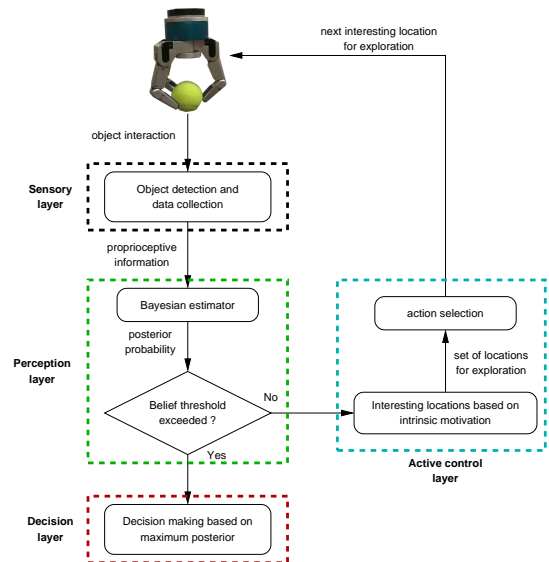 next interesting location
for exploration
object interaction
Sensory
layer
Object detection and
data collection
proprioceptive
information
Bayesian estimator
posterior
probability
Perception
layer
Belief threshold
exceeded ?
No
Yes
action selection
set of locations
for exploration
Interesting locations based on
intrinsic motivation
Active control
layer
Decision
layer
Decision making based on
maximum posterior